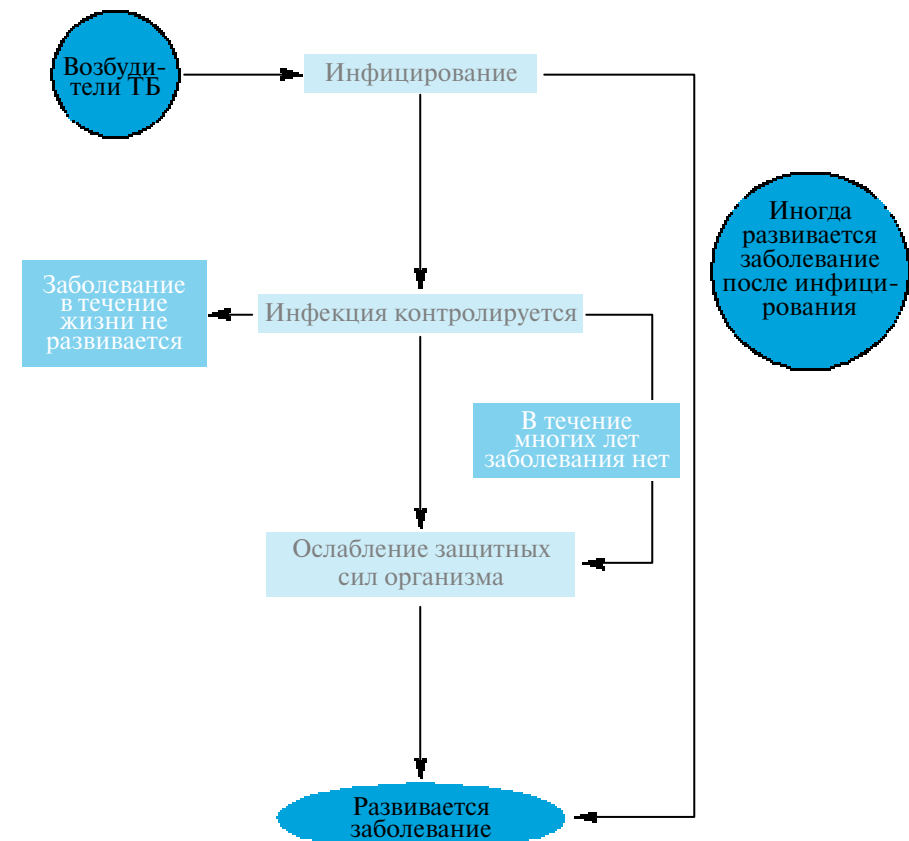 Возбуди-
тели ТБ
Инфицирование
Иногда
развивается
заболевание
после инфици-
рования
Заболевание
в течение
жизни не
развивается
Инфекция контролируется
В течение
многих лет
заболевания нет
Ослабление защитных
сил организма
Развивается
заболевание